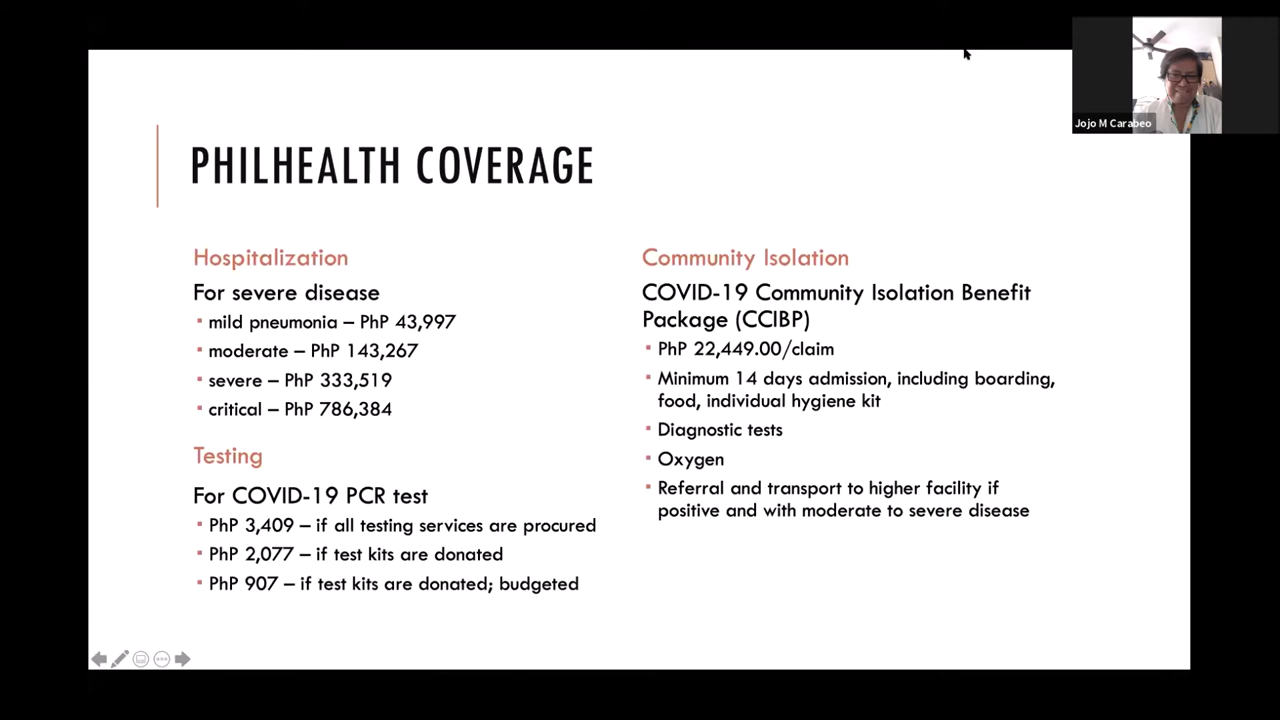 PHILHEALTH COVERAGE
Hospitalization
For severe disease
▪ mild pneumonia – PhP 43,997
▪ moderate – PhP 143,267
▪ severe – PhP 333,519
▪ critical – PhP 786,384
Testing
For COVID-19 PCR test
▪ PhP 3,409 – if all testing services are procured
▪ PhP 2,077 – if test kits are donated
▪ PhP 907 – if test kits are donated; budgeted
Community Isolation
COVID-19 Community Isolation Benefit
Package (CCIBP)
▪ PhP 22,449.00/claim
▪ Minimum 14 days admission, including boarding,
food, individual hygiene kit
▪ Diagnostic tests
▪ Oxygen
▪ Referral and transport to higher facility if
positive and with moderate to severe disease
Jojo M Carabeo